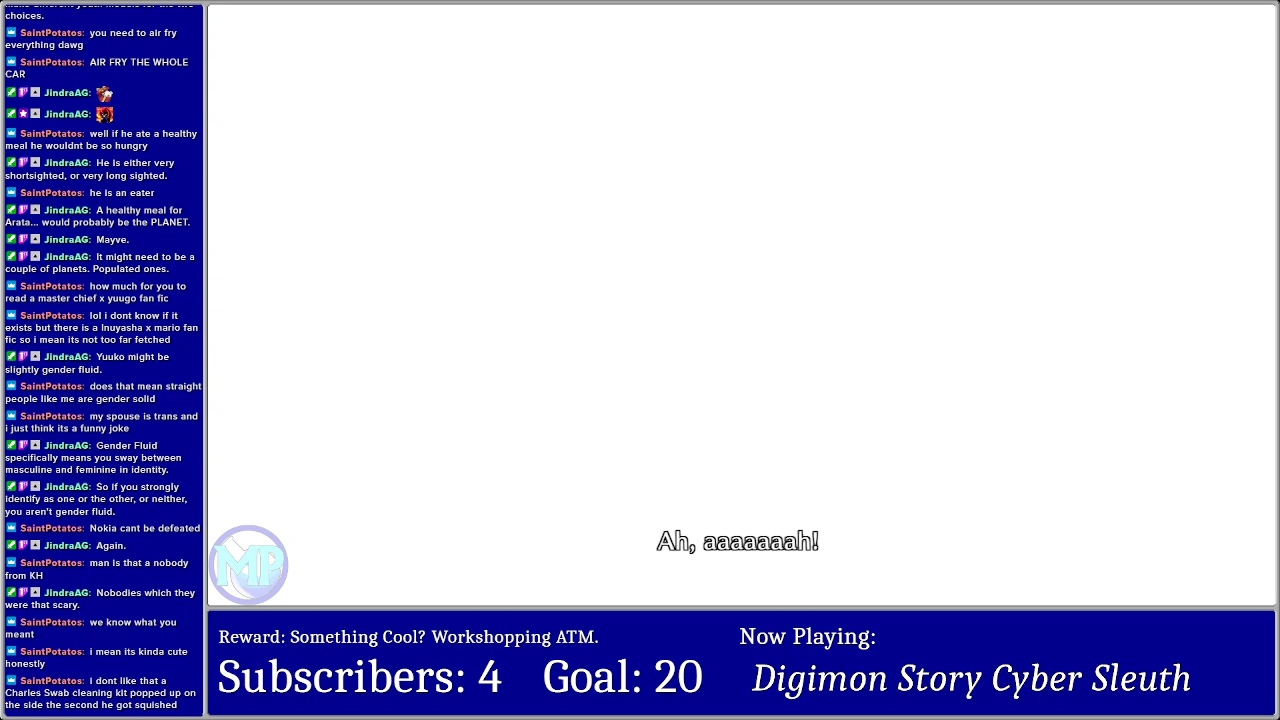 make different youth models for the two
choices.
SaintPotatos: you need to air fry
everything dawg
SaintPotatos: AIR FRY THE WHOLE
CAR
JindraAG:
JindraAG:
SaintPotatos: well if he ate a healthy
meal he wouldnt be so hungry
JindraAG: He is either very
shortsighted, or very long sighted.
SaintPotatos: he is an eater
JindraAG: A healthy meal for
Arata... would probably be the PLANET.
JindraAG: Mayve.
JindraAG: It might need to be a
couple of planets. Populated ones.
SaintPotatos: how much for you to
read a master chief x yuugo fan fic
SaintPotatos: lol i dont know if it
exists but there is a Inuyasha x mario fan
fic so i mean its not too far fetched
JindraAG: Yuuko might be
slightly gender fluid.
SaintPotatos: does that mean straight
people like me are gender solid
SaintPotatos: my spouse is trans and
i just think its a funny joke
JindraAG: Gender Fluid
specifically means you sway between
masculine and feminine in identity.
JindraAG: So if you strongly
identify as one or the other, or neither,
you aren't gender fluid.
SaintPotatos: Nokia cant be defeated
JindraAG: Again.
SaintPotatos: man is that a nobody
from KH
JindraAG: Nobodies which they
were that scary.
SaintPotatos: we know what you
meant
SaintPotatos: i mean its kinda cute
honestly
SaintPotatos: I dont like that a
Charles Swab cleaning kit popped up on
the side the second he got squished
Ah, aaaaaaah!
MP
Reward: Something Cool? Workshopping ATM.
Subscribers: 4 Goal: 20
Now Playing:
Digimon Story Cyber Sleuth